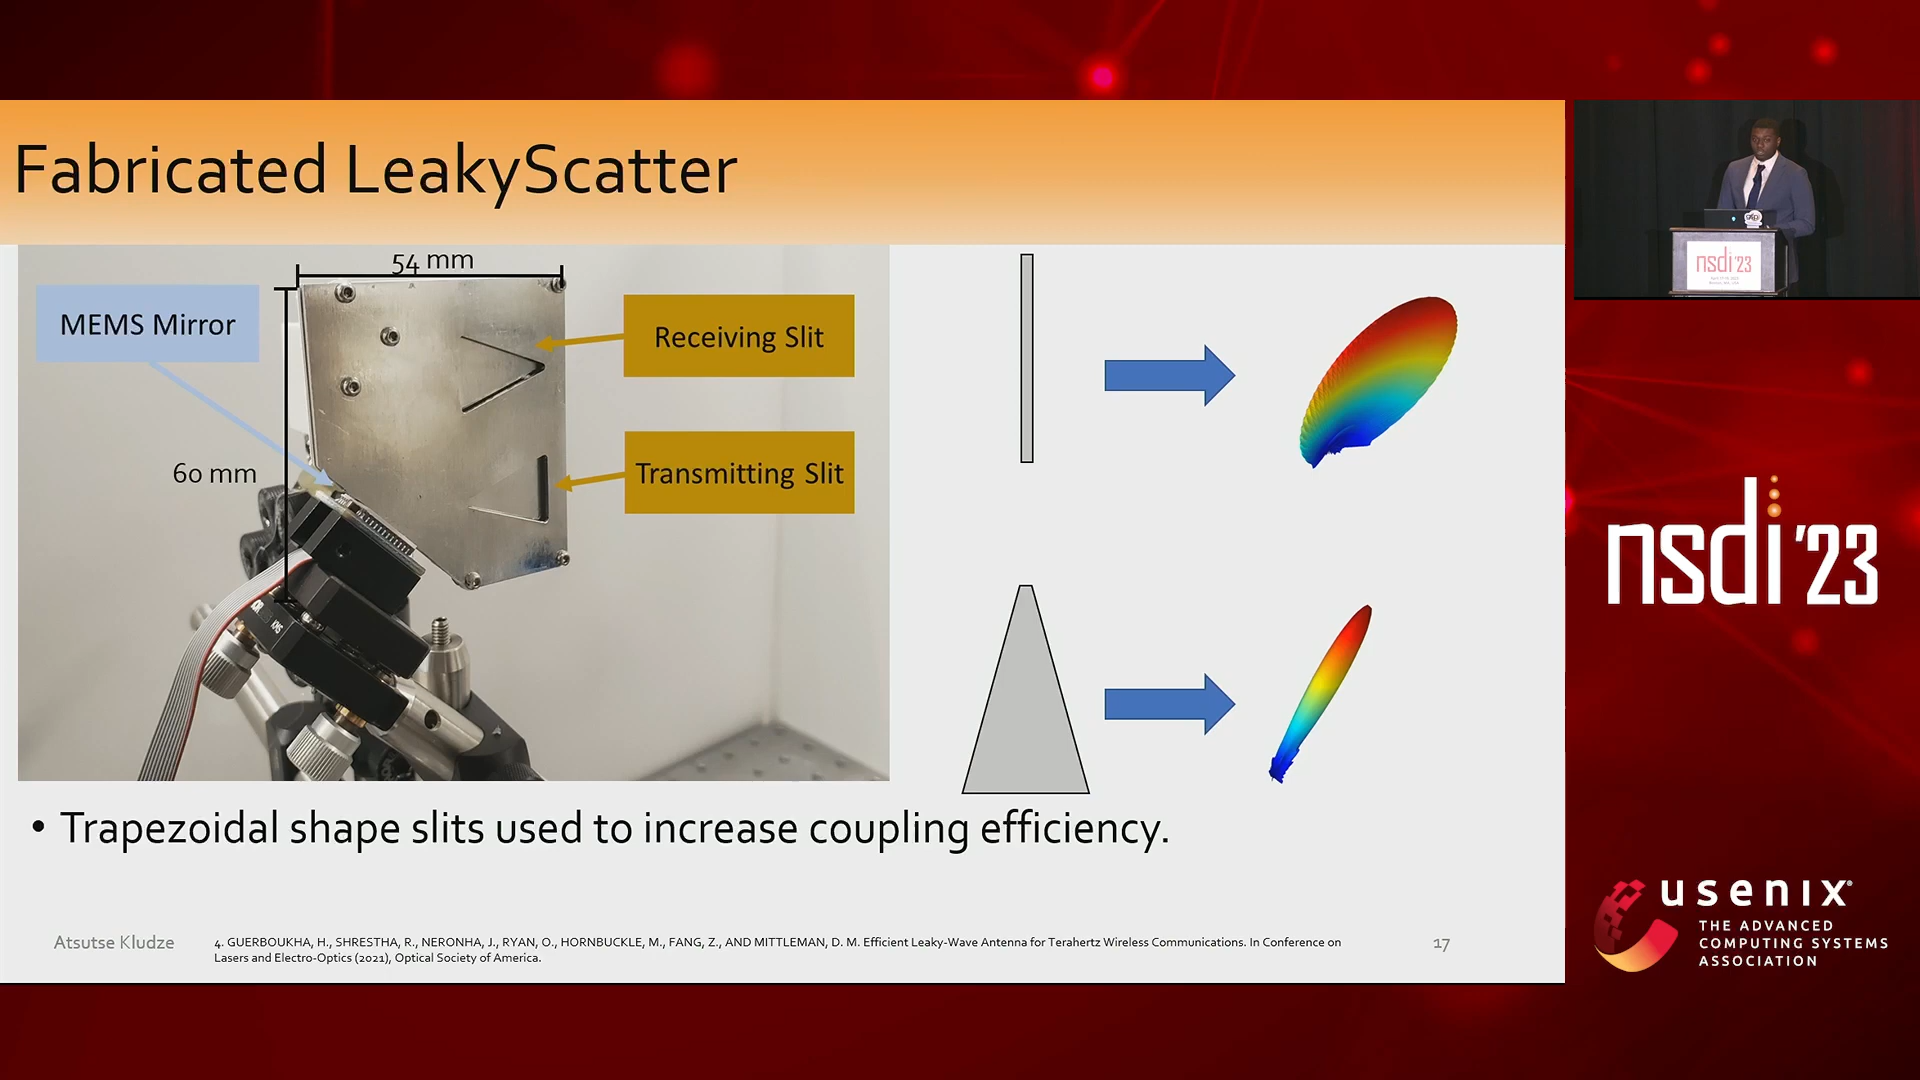 Fabricated LeakyScatter
54 mm
MEMS Mirror
Receiving Slit
60 mm
Transmitting Slit
• Trapezoidal shape slits used to increase coupling efficiency.
Atsutse Kludze
4. GUERBOUKHA, H., SHRESTHA, R., NERONHA, J., RYAN, O., HORNBUCKLE, M., FANG, Z., AND MITTLEMAN, D. M. Efficient Leaky-Wave Antenna for Terahertz Wireless Communications. In Conference on
Lasers and Electro-Optics (2021), Optical Society of America.
17
nsdi'23
nsdi'23
usenix®
THE ADVANCED
COMPUTING SYSTEMS
ASSOCIATION